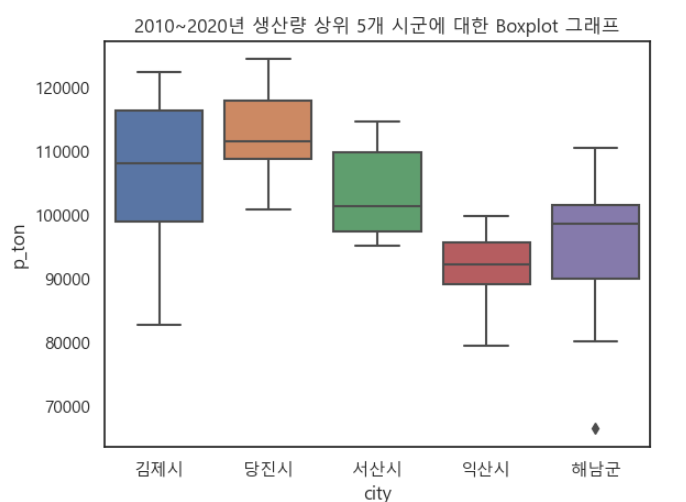 2010~2020년 생산량 상위 5개 시군에 대한 Boxplot 그래프
120000
110000
100000
90000
80000
70000
p_ton
김제시 당진시 서산시 익산시 해남군
city